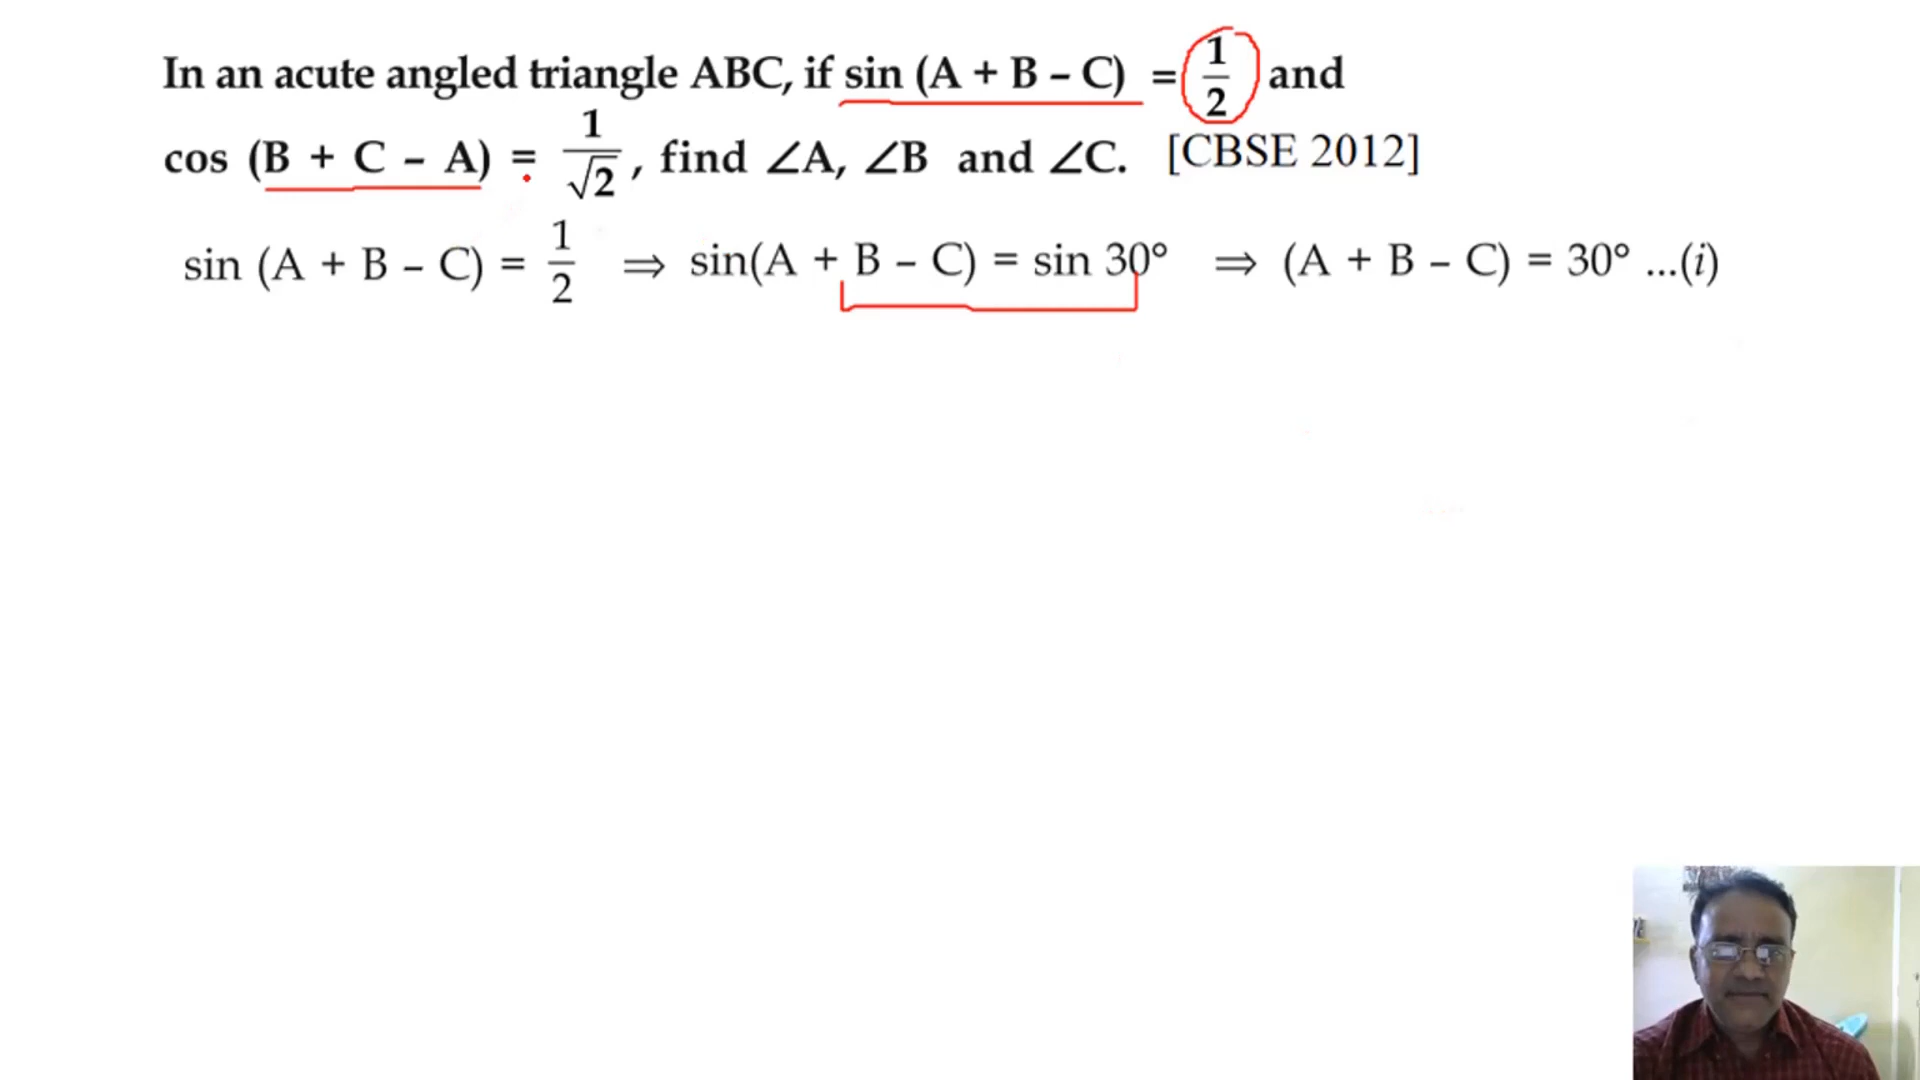 In an acute angled triangle ABC, if sin (A + B – C) = 1/2 and
cos (B + C – A) = 1/√2, find ∠A, ∠B and ∠C. [CBSE 2012]
sin (A + B – C) = 1/2 ⇒ sin(A + B – C) = sin 30° ⇒ (A + B – C) = 30° ...(i)